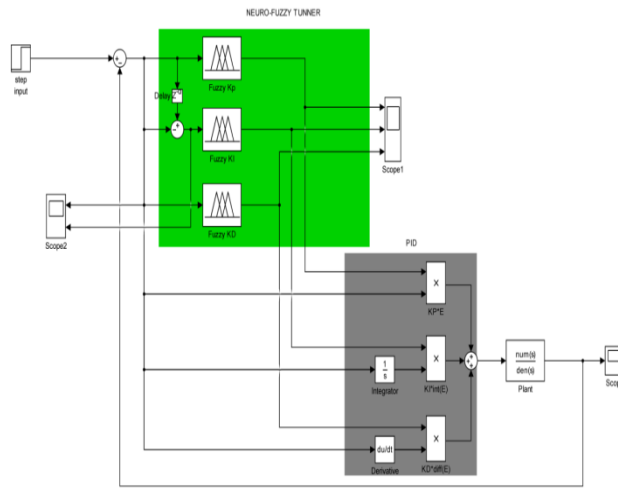 NEURO-FUZZY TUNNER
step
input
Fuzzy Kp
Delay
Fuzzy KI
Scope1
Fuzzy KD
Scope2
PID
X
KP*E
1
s
Integrator
X
KI*int(E)
num(s)
den(s)
Plant
Scop
du/dt
Derivative
X
KD*diff(E)